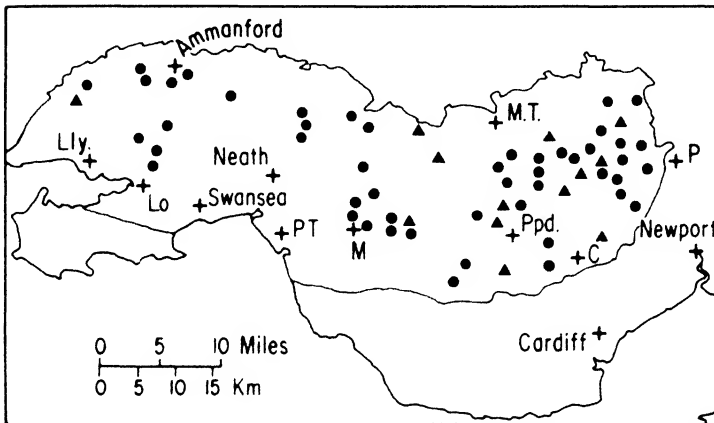 Ammanford
M.T.
Lly.
Neath
P
Lo
Swansea
PT
M
Ppd.
C
Newport
Cardiff
0 5 10 Miles
0 5 10 15 Km